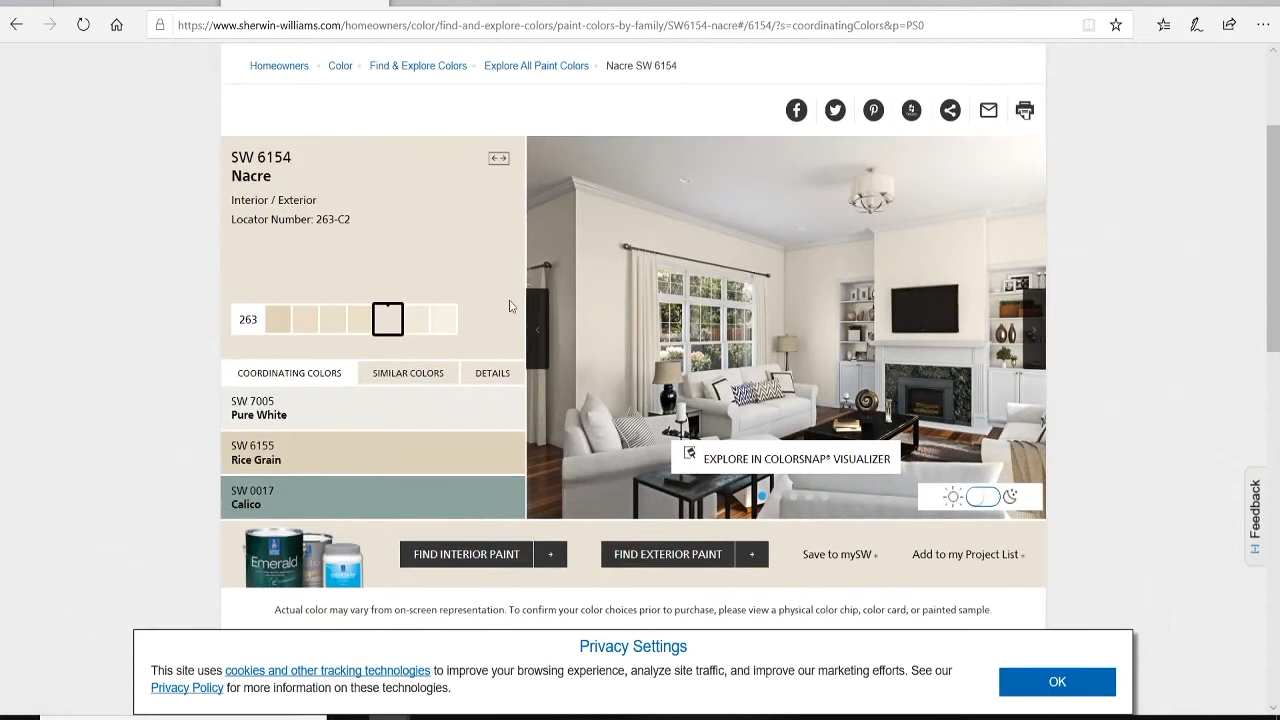 https://www.sherwin-williams.com/homeowners/color/find-and-explore-colors/paint-colors-by-family/SW6154-nacre#/6154/?s=coordinatingColors&p=PS0
Homeowners Color Find & Explore Colors Explore All Paint Colors Nacre SW 6154
SW 6154
Nacre
Interior / Exterior
Locator Number: 263-C2
263
COORDINATING COLORS SIMILAR COLORS DETAILS
SW 7005
Pure White
SW 6155
Rice Grain
SW 0017
Calico
EXPLORE IN COLORSNAP® VISUALIZER
Feedback
Emerald
FIND INTERIOR PAINT + FIND EXTERIOR PAINT + Save to mySW + Add to my Project List +
Actual color may vary from on-screen representation. To confirm your color choices prior to purchase, please view a physical color chip, color card, or painted sample.
Privacy Settings
This site uses cookies and other tracking technologies to improve your browsing experience, analyze site traffic, and improve our marketing efforts. See our
Privacy Policy for more information on these technologies.
OK